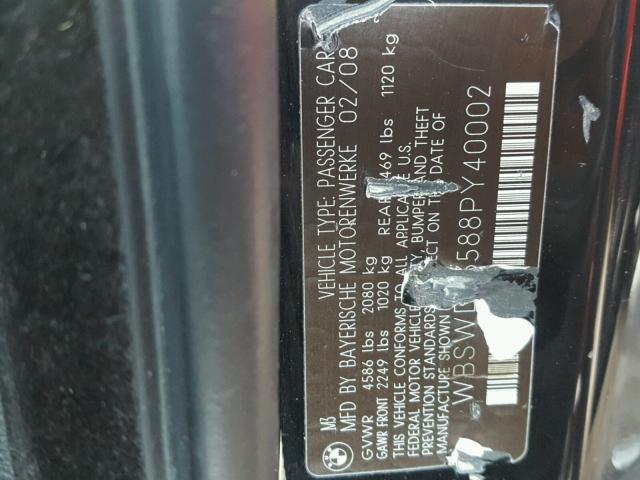 M3
VEHICLE TYPE: PASSENGER CAR
MFD BY BAYERISCHE MOTORENWERKE 02/08
GVWR 4586 lbs 2080 kg
GAWR FRONT 2249 lbs 1020 kg REAR 469 lbs 1120 kg
THIS VEHICLE CONFORMS TO ALL APPLICABLE U.S.
FEDERAL MOTOR VEHICLE TY, BUMPER, AND THEFT
PREVENTION STANDARDS ECT ON THE DATE OF
MANUFACTURE
WBSW 588PY40002